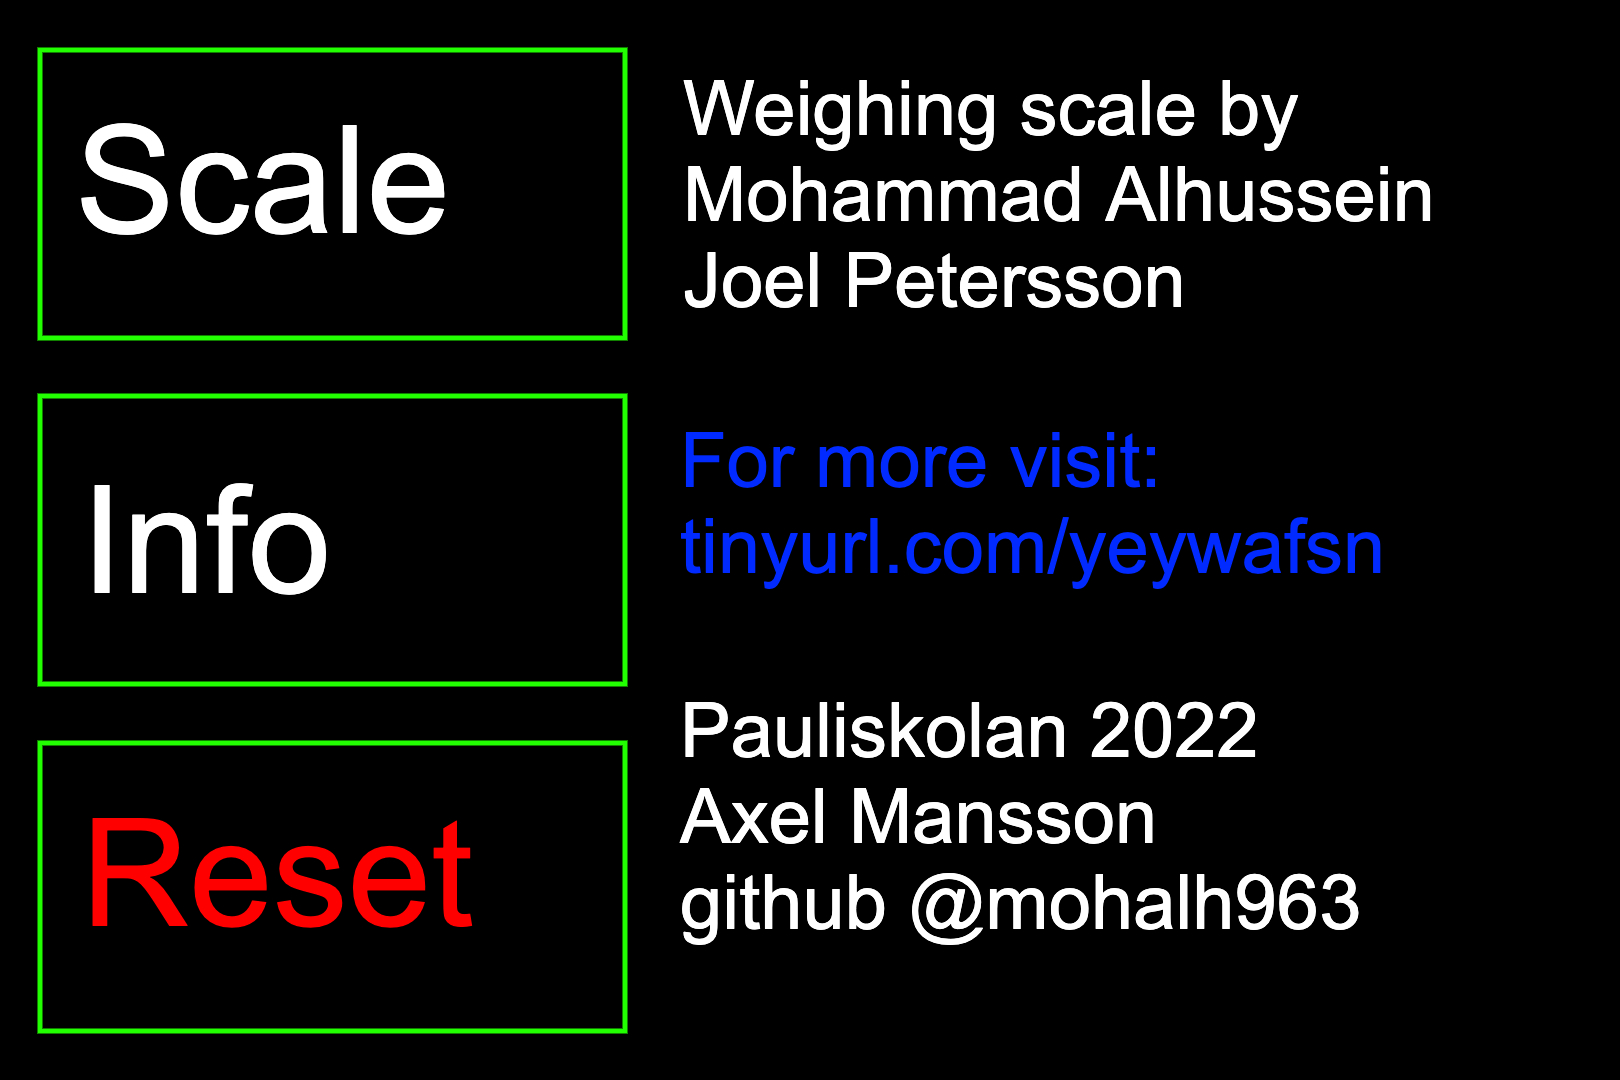 Scale
Info
Reset
Weighing scale by
Mohammad Alhussein
Joel Petersson
For more visit:
tinyurl.com/yeywafsn
Pauliskolan 2022
Axel Mansson
github @mohalh963